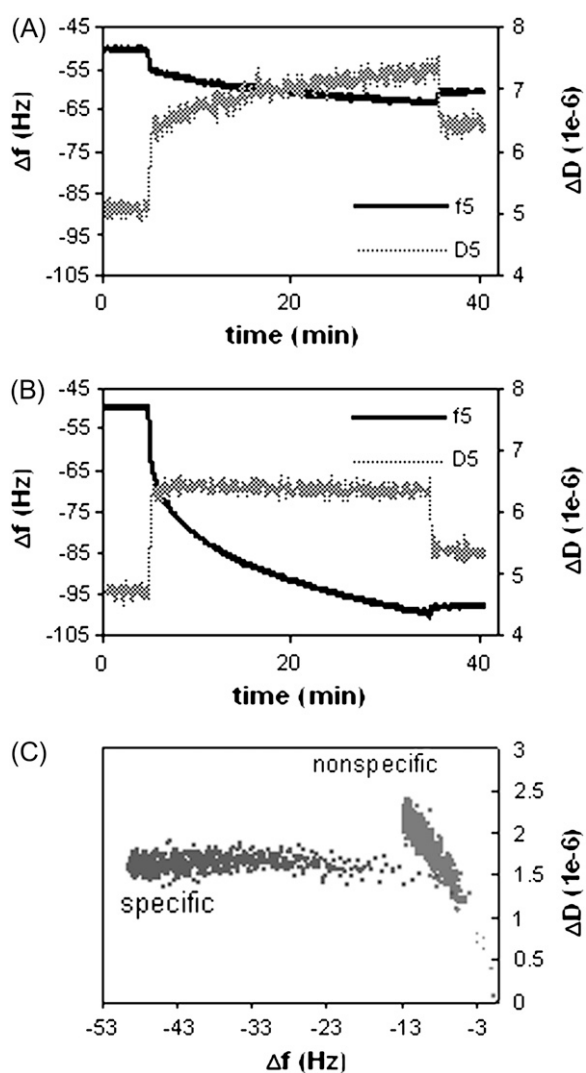 (A)
-45
-55
-65
-75
-85
-95
-105
Δf (Hz)
8
7
6
5
4
ΔD (1e-6)
f5
D5
0
20
40
time (min)
(B)
-45
-55
-65
-75
-85
-95
-105
Δf (Hz)
8
7
6
5
4
ΔD (1e-6)
f5
D5
0
20
40
time (min)
(C)
nonspecific
specific
3
2.5
2
1.5
1
0.5
0
ΔD (1e-6)
-53
-43
-33
-23
-13
-3
Δf (Hz)